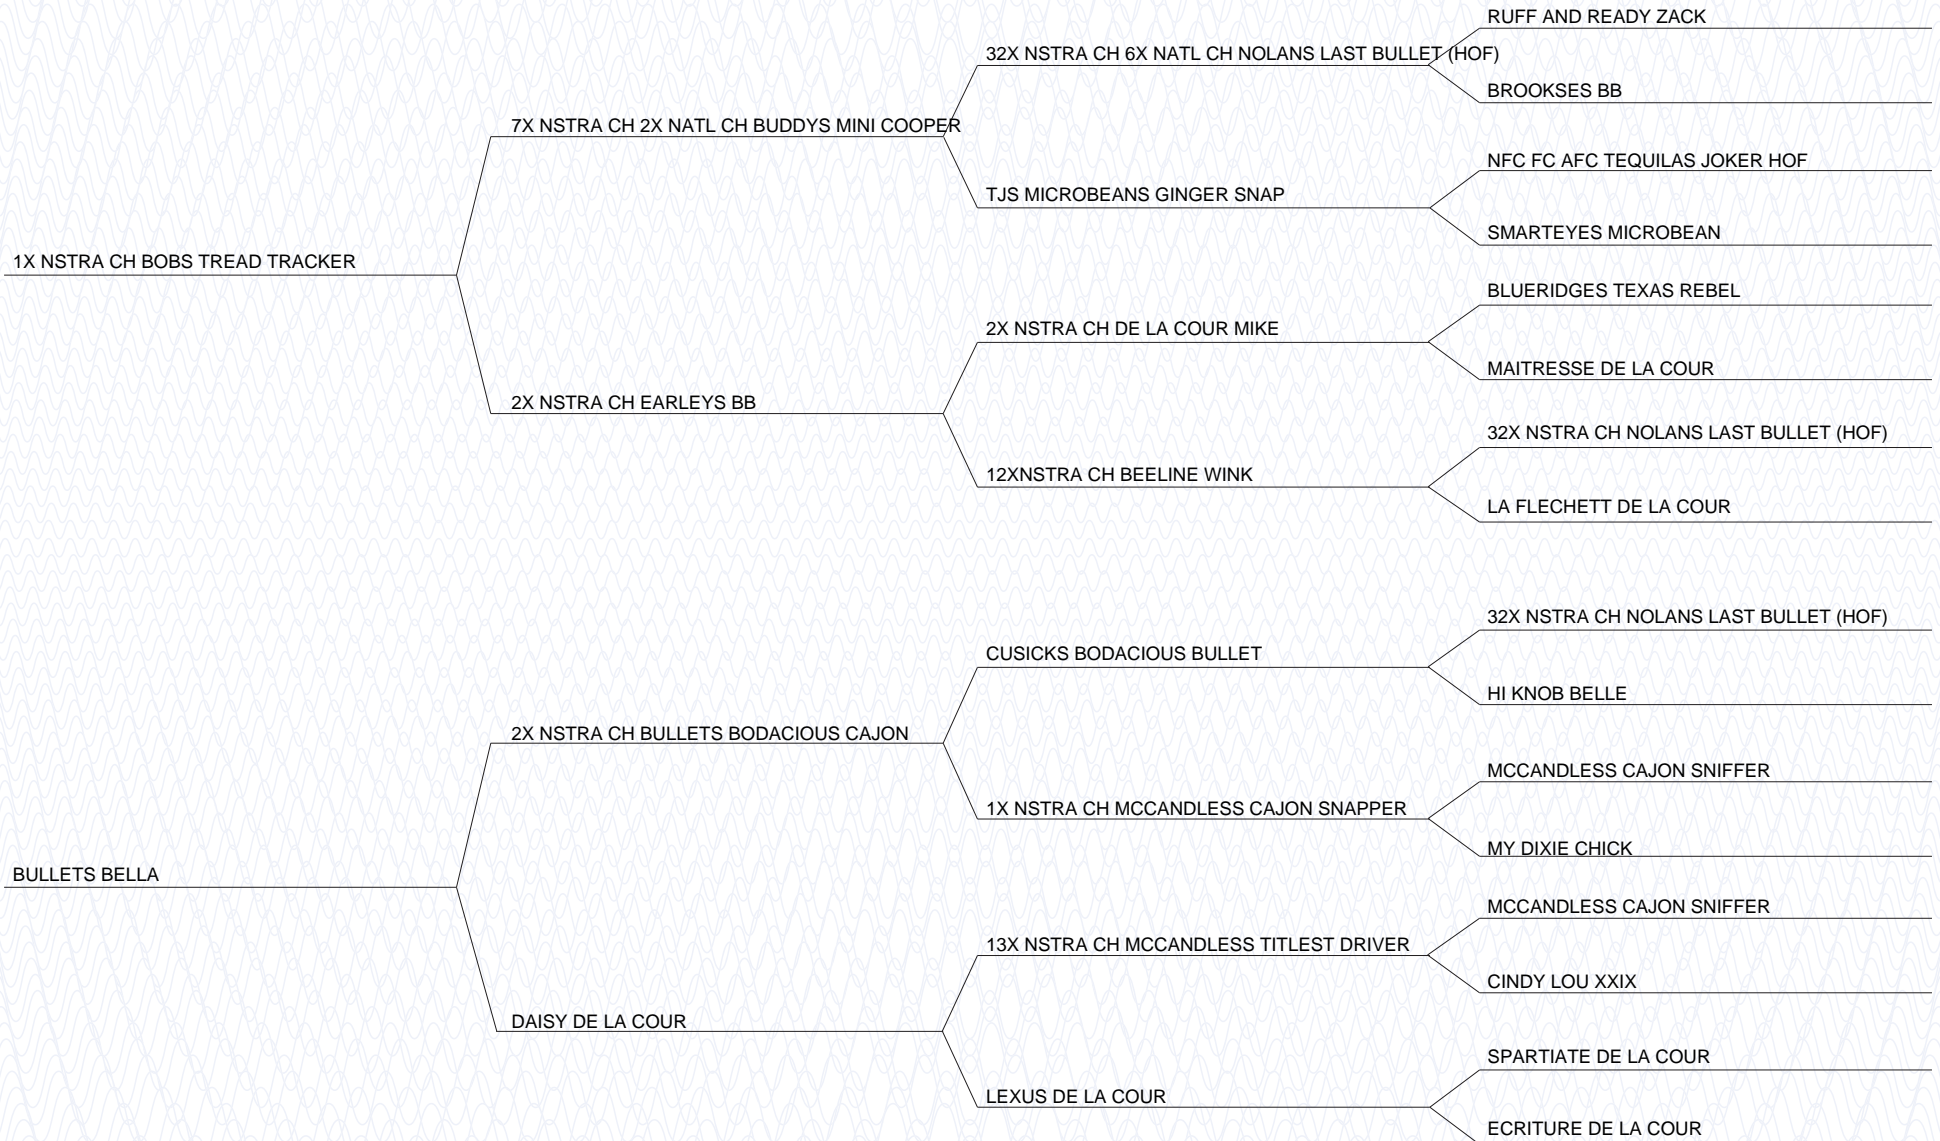 RUFF AND READY ZACK
32X NSTRA CH 6X NATL CH NOLANS LAST BULLET (HOF)
BROOKSES BB
7X NSTRA CH 2X NATL CH BUDDYS MINI COOPER
NFC FC AFC TEQUILAS JOKER HOF
TJS MICROBEANS GINGER SNAP
SMARTEYES MICROBEAN
1X NSTRA CH BOBS TREAD TRACKER
BLUERIDGES TEXAS REBEL
2X NSTRA CH DE LA COUR MIKE
MAITRESSE DE LA COUR
2X NSTRA CH EARLEYS BB
32X NSTRA CH NOLANS LAST BULLET (HOF)
12XNSTRA CH BEELINE WINK
LA FLECHETT DE LA COUR
32X NSTRA CH NOLANS LAST BULLET (HOF)
CUSICKS BODACIOUS BULLET
HI KNOB BELLE
2X NSTRA CH BULLETS BODACIOUS CAJON
MCCANDLESS CAJON SNIFFER
1X NSTRA CH MCCANDLESS CAJON SNAPPER
MY DIXIE CHICK
BULLETS BELLA
MCCANDLESS CAJON SNIFFER
13X NSTRA CH MCCANDLESS TITLEST DRIVER
CINDY LOU XXIX
DAISY DE LA COUR
SPARTIATE DE LA COUR
LEXUS DE LA COUR
ECRITURE DE LA COUR